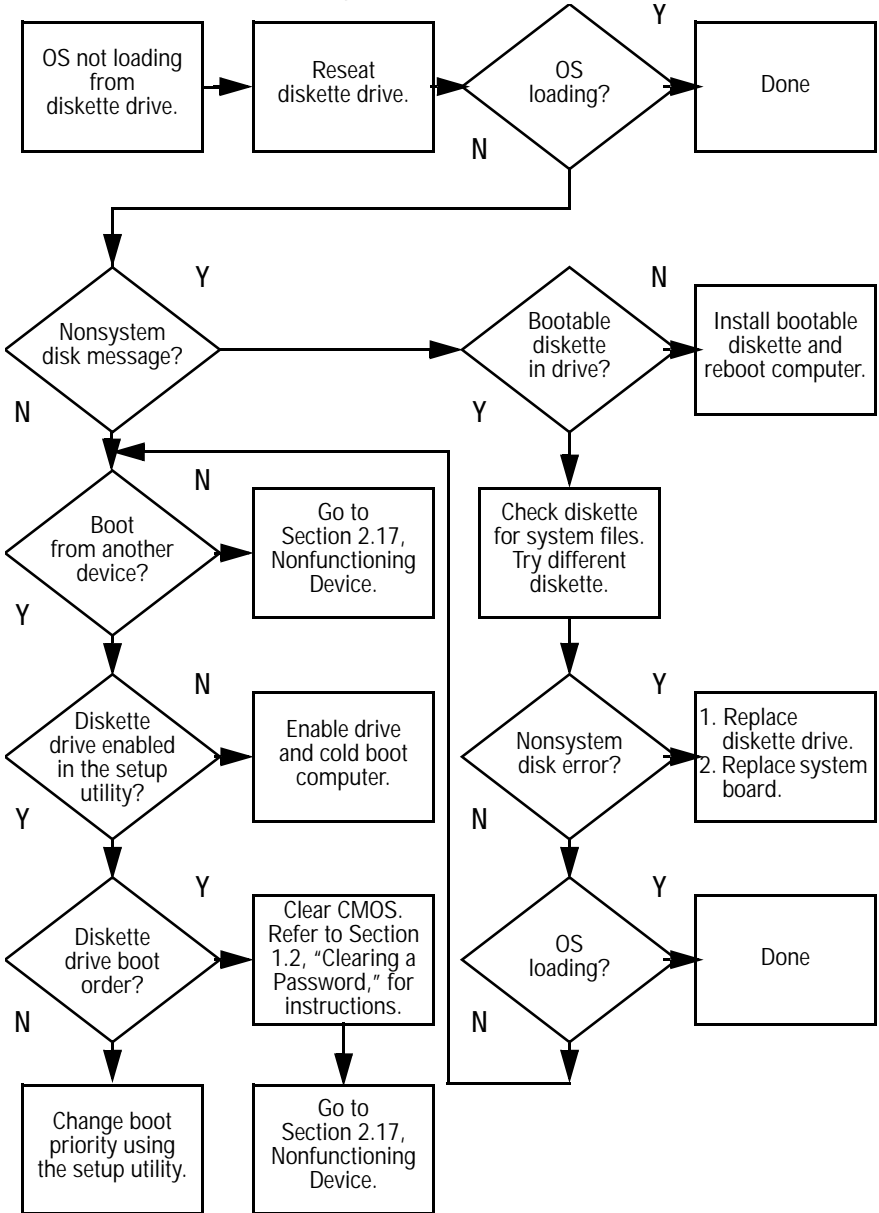 Y
OS not loading
from
diskette drive.
Reseat
diskette drive.
OS
loading?
Done
N
Y
N
Nonsystem
disk message?
Bootable
diskette
in drive?
Install bootable
diskette and
reboot computer.
N
Y
N
Boot
from another
device?
Go to
Section 2.17,
Nonfunctioning
Device.
Check diskette
for system files.
Try different
diskette.
Y
N
Y
Diskette
drive enabled
in the setup
utility?
Enable drive
and cold boot
computer.
Nonsystem
disk error?
1. Replace
diskette drive.
2. Replace system
board.
Y
N
Y
Y
Diskette
drive boot
order?
Clear CMOS.
Refer to Section
1.2, “Clearing a
Password,” for
instructions.
OS
loading?
Done
N
N
Change boot
priority using
the setup utility.
Go to
Section 2.17,
Nonfunctioning
Device.